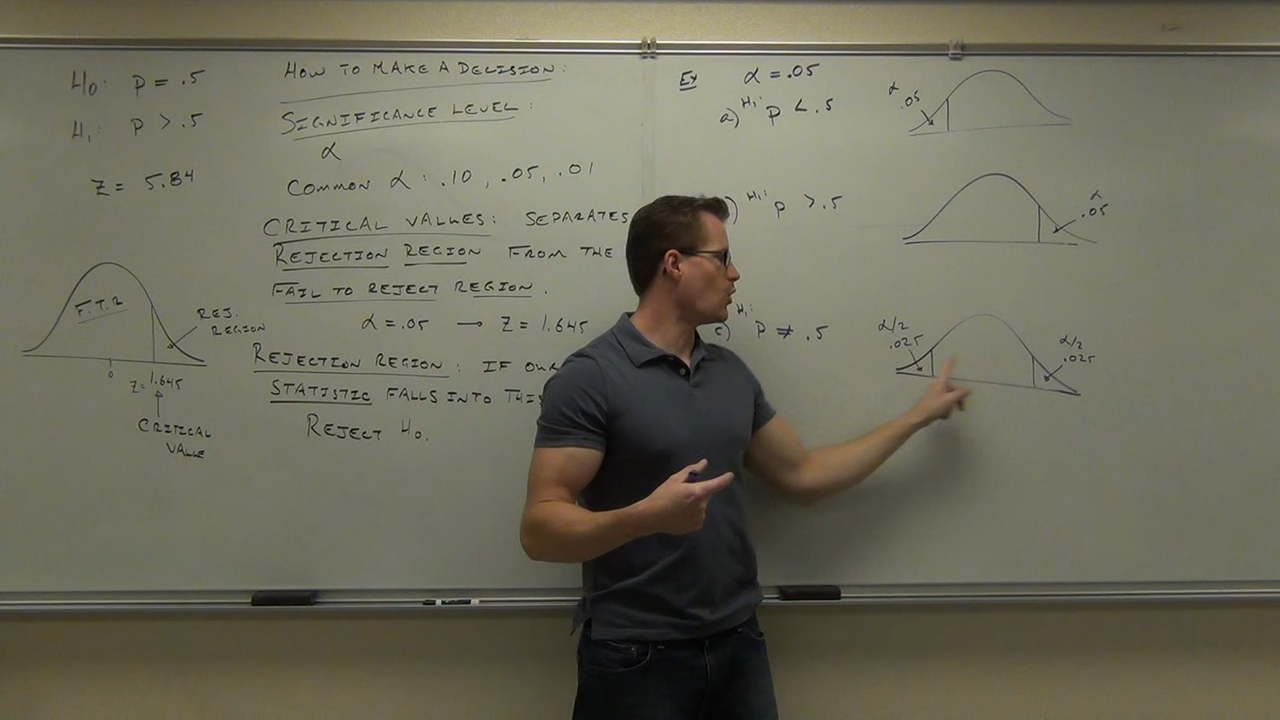 H₀: P = .5
H₁: P > .5
Z = 5.84
F.T.R
REJ.
REGION
0
Z=1.645
CRITICAL
VALUE
HOW TO MAKE A DECISION:
SIGNIFICANCE LEVEL:
α
COMMON α: .10, .05, .01
CRITICAL VALUES: SEPARATES
REJECTION REGION FROM THE
FAIL TO REJECT REGION.
α=.05 → Z = 1.645
REJECTION REGION: IF OUR
STATISTIC FALLS INTO THIS
REJECT H₀.
Ex α = .05
a) H₁: P < .5
α
.05
) H₁: P > .5
α
.05
c) H₁: P ≠ .5
α/2
.025
α/2
.025